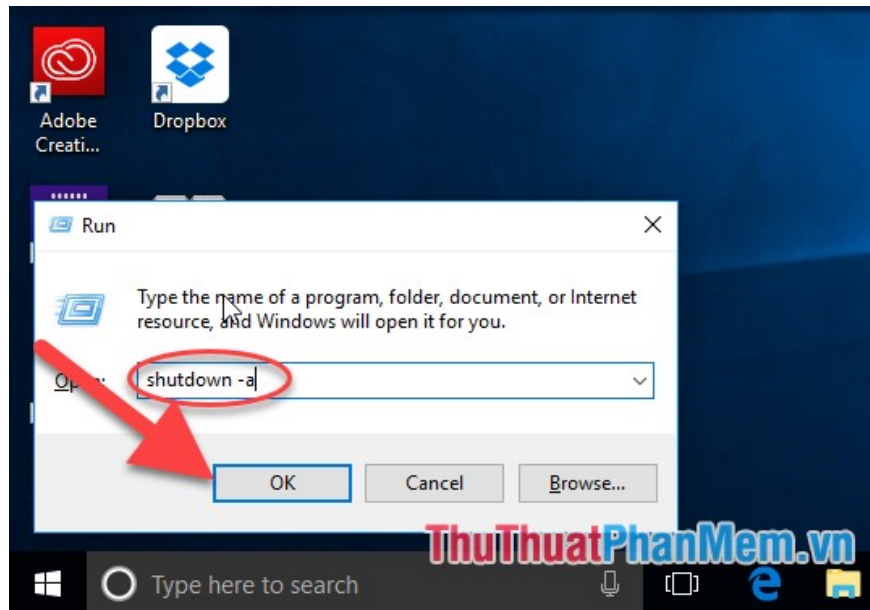 Adobe
Creati...
Dropbox
Run
Type the name of a program, folder, document, or Internet
resource, and Windows will open it for you.
Open:
shutdown -a
OK
Cancel
Browse...
ThuThuatPhanMem.vn
Type here to search